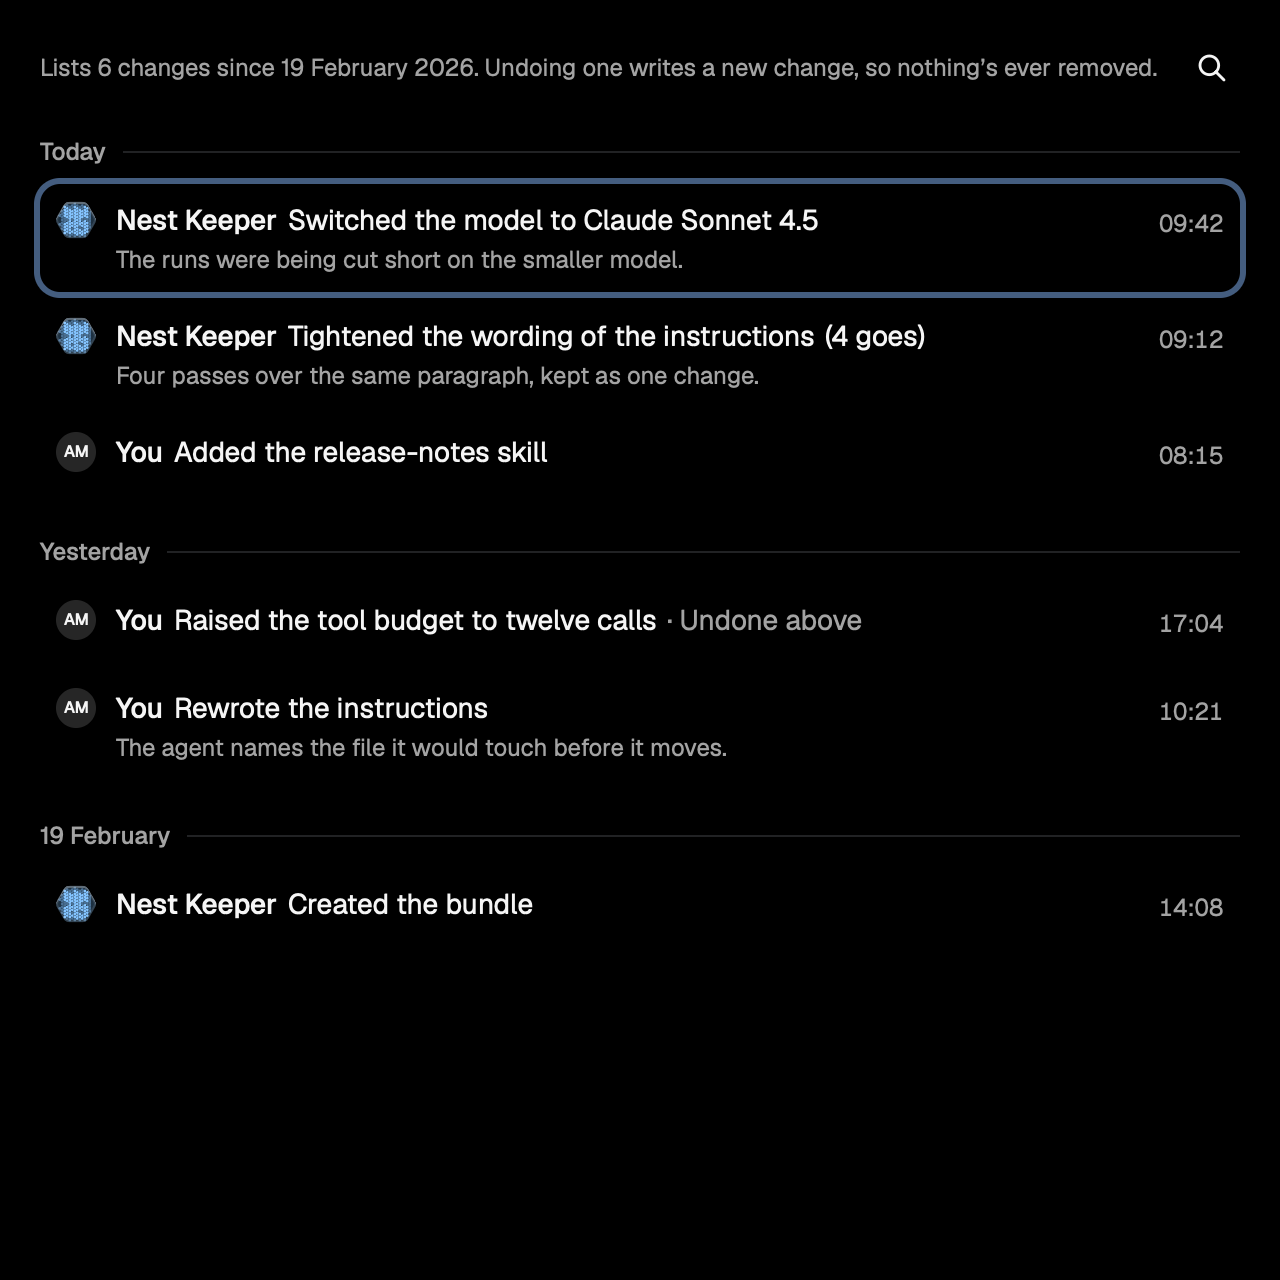 Lists 6 changes since 19 February 2026. Undoing one writes a new change, so nothing’s ever removed.
Today
Nest Keeper Switched the model to Claude Sonnet 4.5 09:42
The runs were being cut short on the smaller model.
Nest Keeper Tightened the wording of the instructions (4 goes) 09:12
Four passes over the same paragraph, kept as one change.
AM You Added the release-notes skill 08:15
Yesterday
AM You Raised the tool budget to twelve calls · Undone above 17:04
AM You Rewrote the instructions 10:21
The agent names the file it would touch before it moves.
19 February
Nest Keeper Created the bundle 14:08